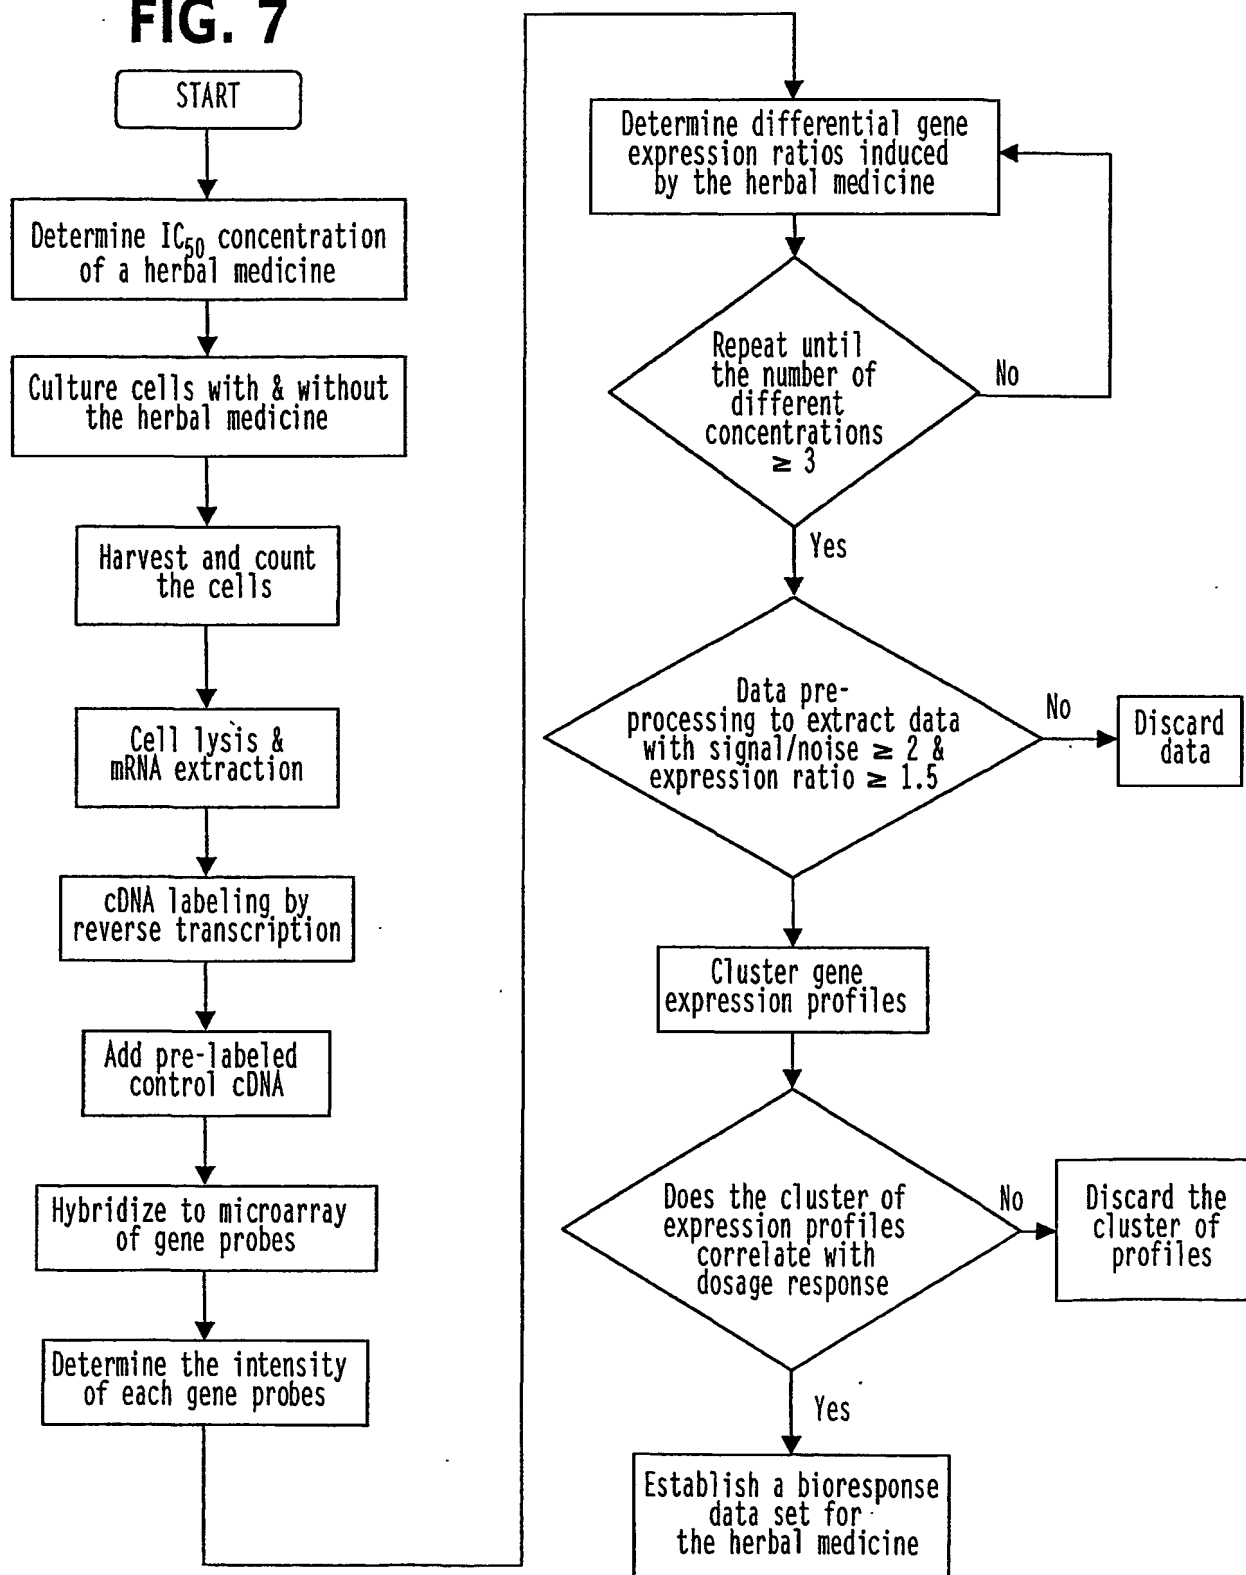 FIG. 7
START
Determine IC50 concentration
of a herbal medicine
Culture cells with & without
the herbal medicine
Harvest and count
the cells
Cell lysis &
mRNA extraction
cDNA labeling by
reverse transcription
Add pre-labeled
control cDNA
Hybridize to microarray
of gene probes
Determine the intensity
of each gene probes
Determine differential gene
expression ratios induced
by the herbal medicine
Repeat until
the number of
different
concentrations
≥ 3
No
Yes
Data pre-
processing to extract data
with signal/noise ≥ 2 &
expression ratio ≥ 1.5
No
Discard
data
Cluster gene
expression profiles
Does the cluster of
expression profiles
correlate with
dosage response
No
Discard the
cluster of
profiles
Yes
Establish a bioresponse
data set for
the herbal medicine